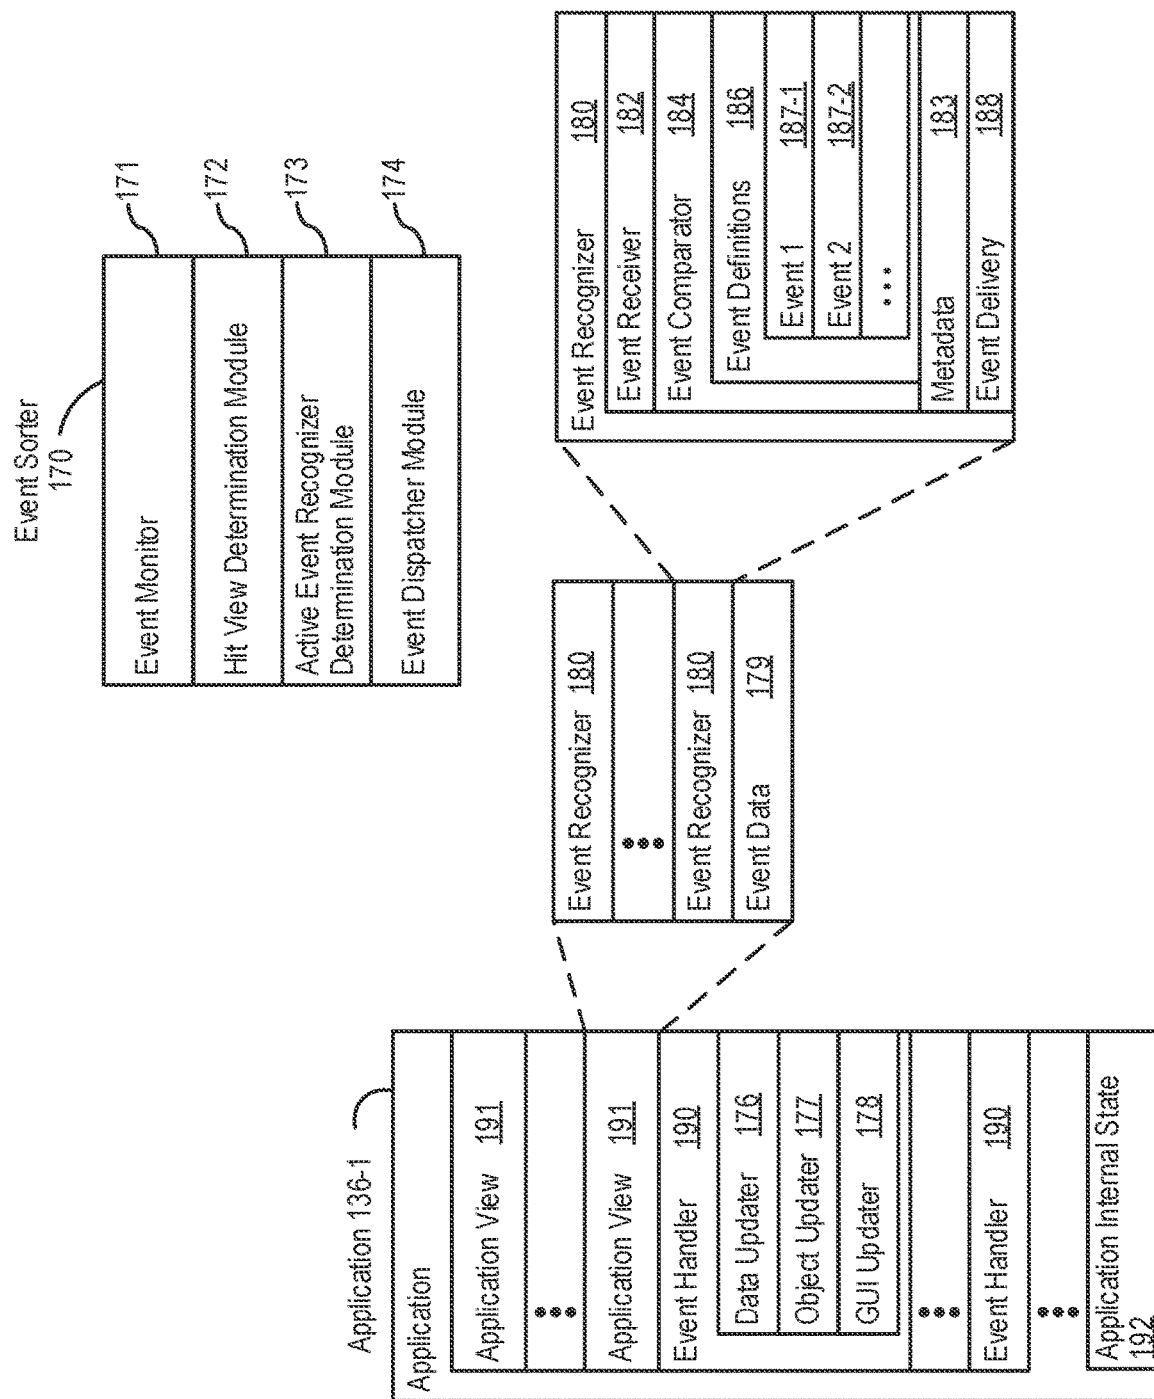 Event Sorter
170
Event Monitor
171
Hit View Determination Module
172
Active Event Recognizer
Determination Module
173
Event Dispatcher Module
174
Application 136-1
Application
Application View 191
•••
Application View 191
Event Handler 190
Data Updater 176
Object Updater 177
GUI Updater 178
•••
Event Handler 190
•••
Application Internal State
192
Event Recognizer 180
•••
Event Recognizer 180
Event Data 179
Event Recognizer 180
Event Receiver 182
Event Comparator 184
Event Definitions 186
Event 1 187-1
Event 2 187-2
•••
Metadata 183
Event Delivery 188